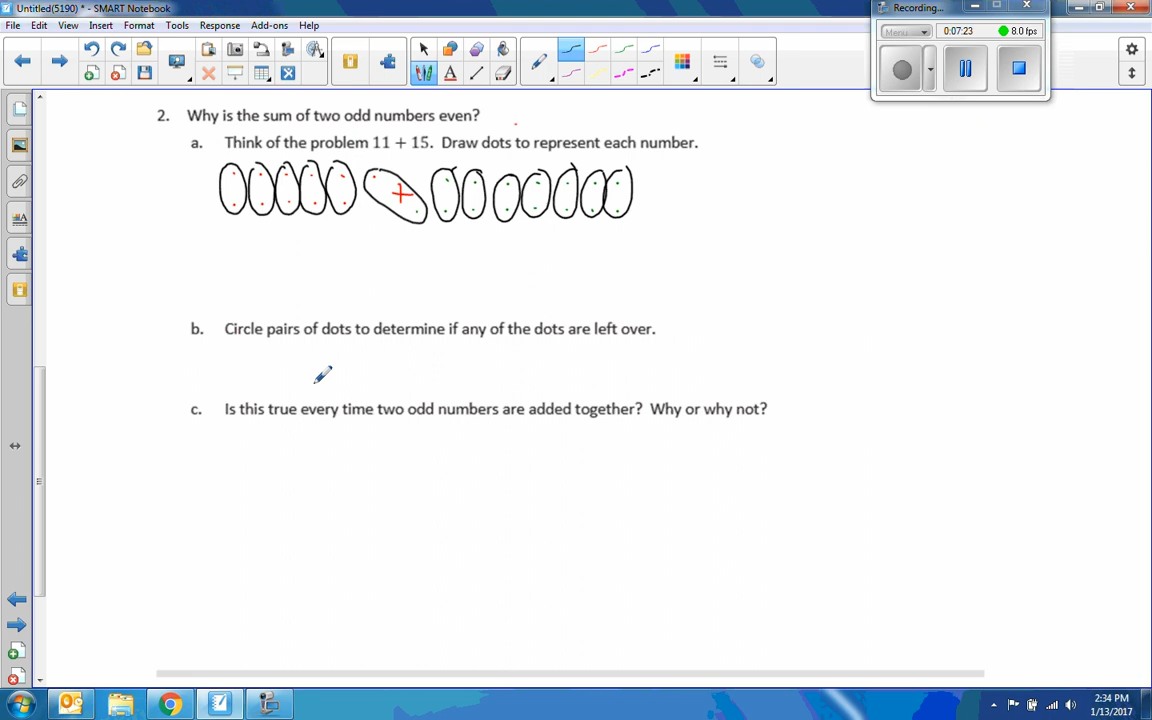 Untitled(5190) * - SMART Notebook
Recording...
File Edit View Insert Format Tools Response Add-ons Help
Menu 0:07:23 8.0 fps
2. Why is the sum of two odd numbers even?
a. Think of the problem 11 + 15. Draw dots to represent each number.
+
b. Circle pairs of dots to determine if any of the dots are left over.
c. Is this true every time two odd numbers are added together? Why or why not?
2:34 PM
1/13/2017